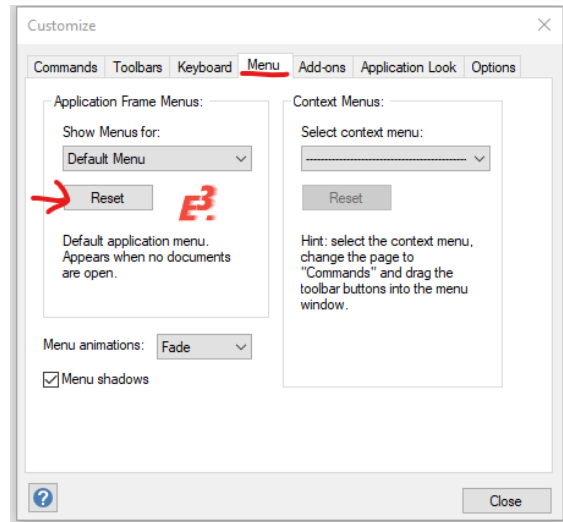 Customize
Commands Toolbars Keyboard Menu Add-ons Application Look Options
Application Frame Menus:
Show Menus for:
Default Menu
Reset
E³.
Default application menu.
Appears when no documents
are open.
Context Menus:
Select context menu:
Reset
Hint: select the context menu,
change the page to
"Commands" and drag the
toolbar buttons into the menu
window.
Menu animations: Fade
Menu shadows
?
Close